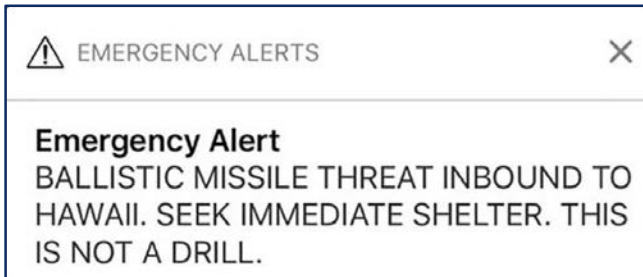 EMERGENCY ALERTS
Emergency Alert
BALLISTIC MISSILE THREAT INBOUND TO
HAWAII. SEEK IMMEDIATE SHELTER. THIS
IS NOT A DRILL.